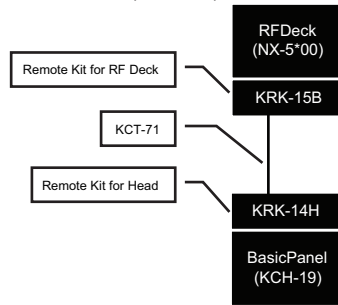 RFDeck
(NX-5*00)
Remote Kit for RF Deck
KRK-15B
KCT-71
Remote Kit for Head
KRK-14H
BasicPanel
(KCH-19)